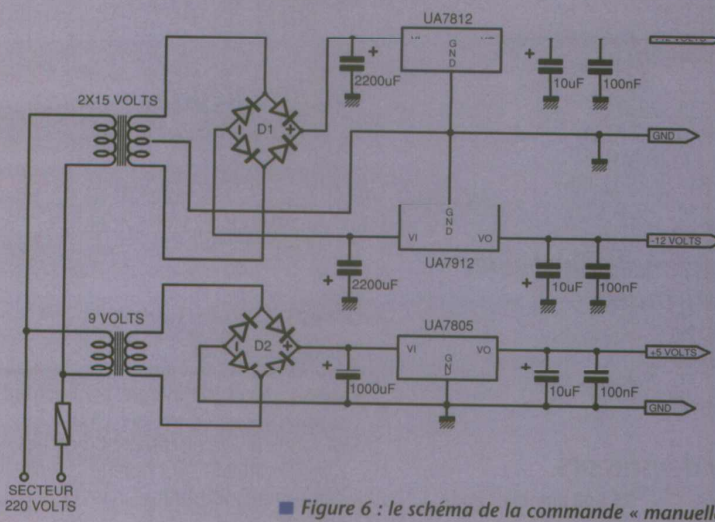 UA7812
G
N
D
2200uF
10uF
100nF
2X15 VOLTS
D1
GND
G
N
D
VI
VO
UA7912
-12 VOLTS
2200uF
10uF
100nF
9 VOLTS
D2
UA7805
VI
VO
G
N
D
+5 VOLTS
1000uF
10uF
100nF
GND
SECTEUR
220 VOLTS
Figure 6 : le schéma de la commande « manuelle